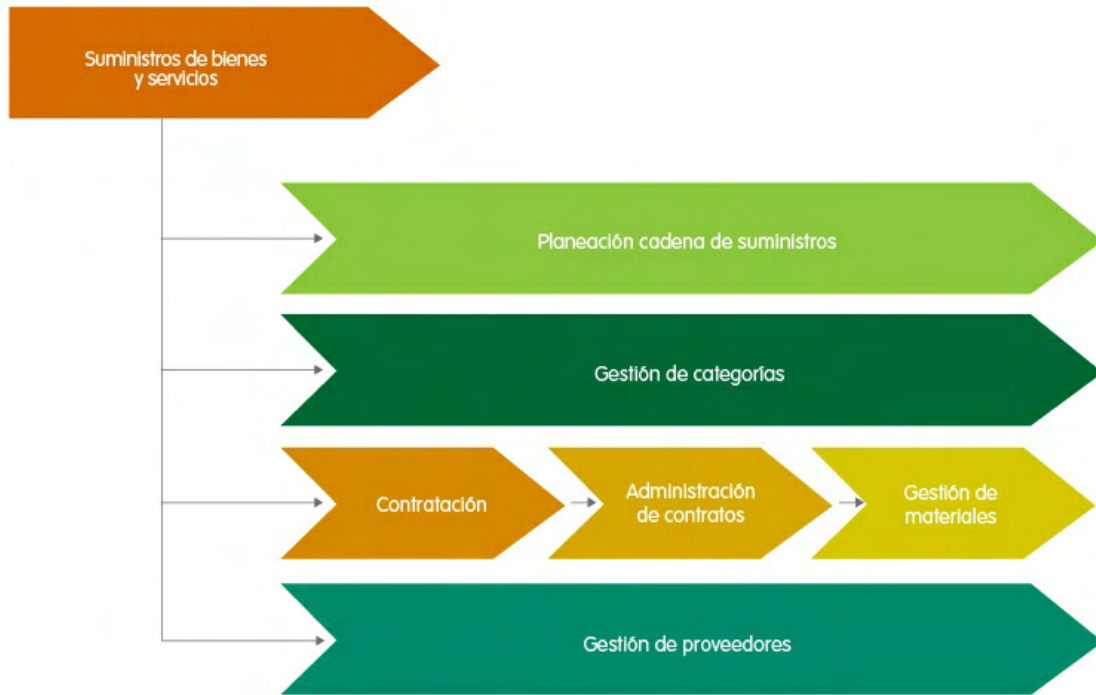 Suministros de bienes
y servicios
Planeación cadena de suministros
Gestión de categorías
Contratación
Administración
de contratos
Gestión de
materiales
Gestión de proveedores